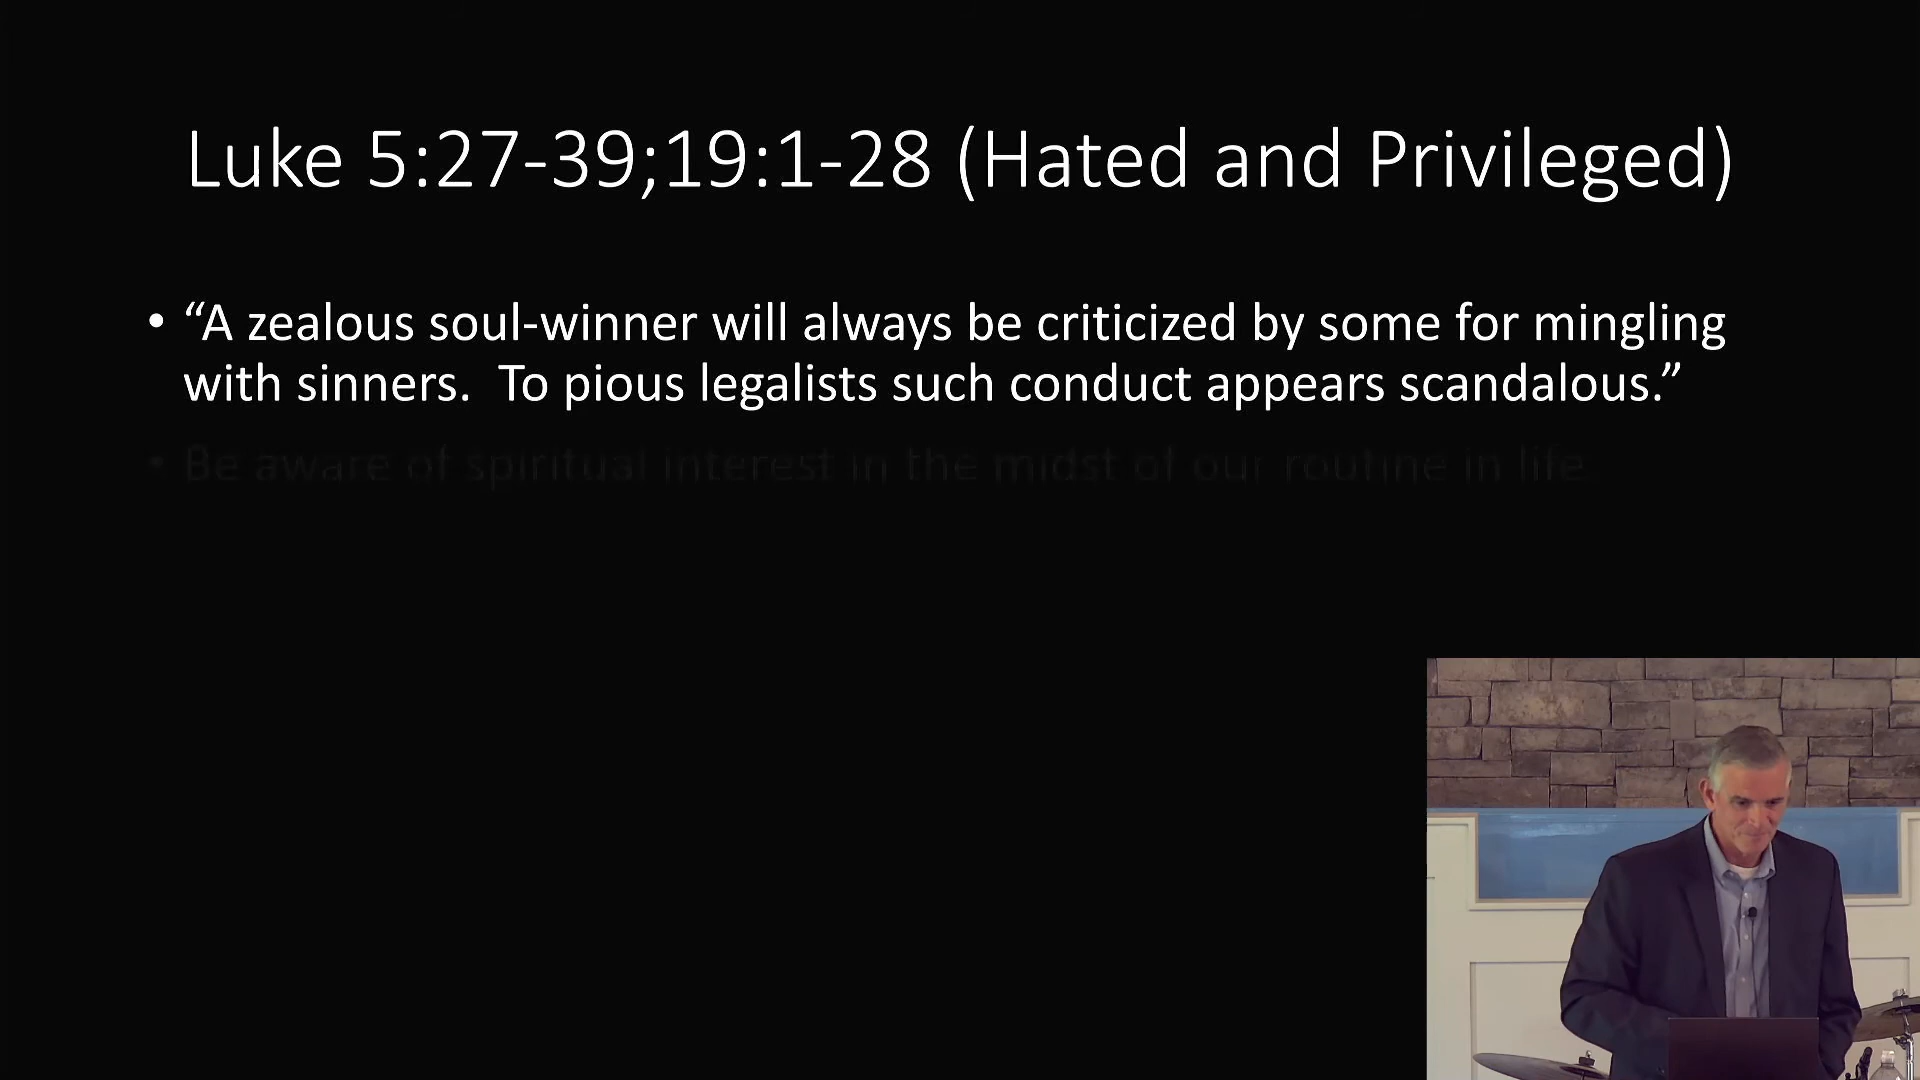 Luke 5:27-39;19:1-28 (Hated and Privileged)
• “A zealous soul-winner will always be criticized by some for mingling
with sinners.  To pious legalists such conduct appears scandalous.”
• Be aware of spiritual interest in the midst of our routine in life.